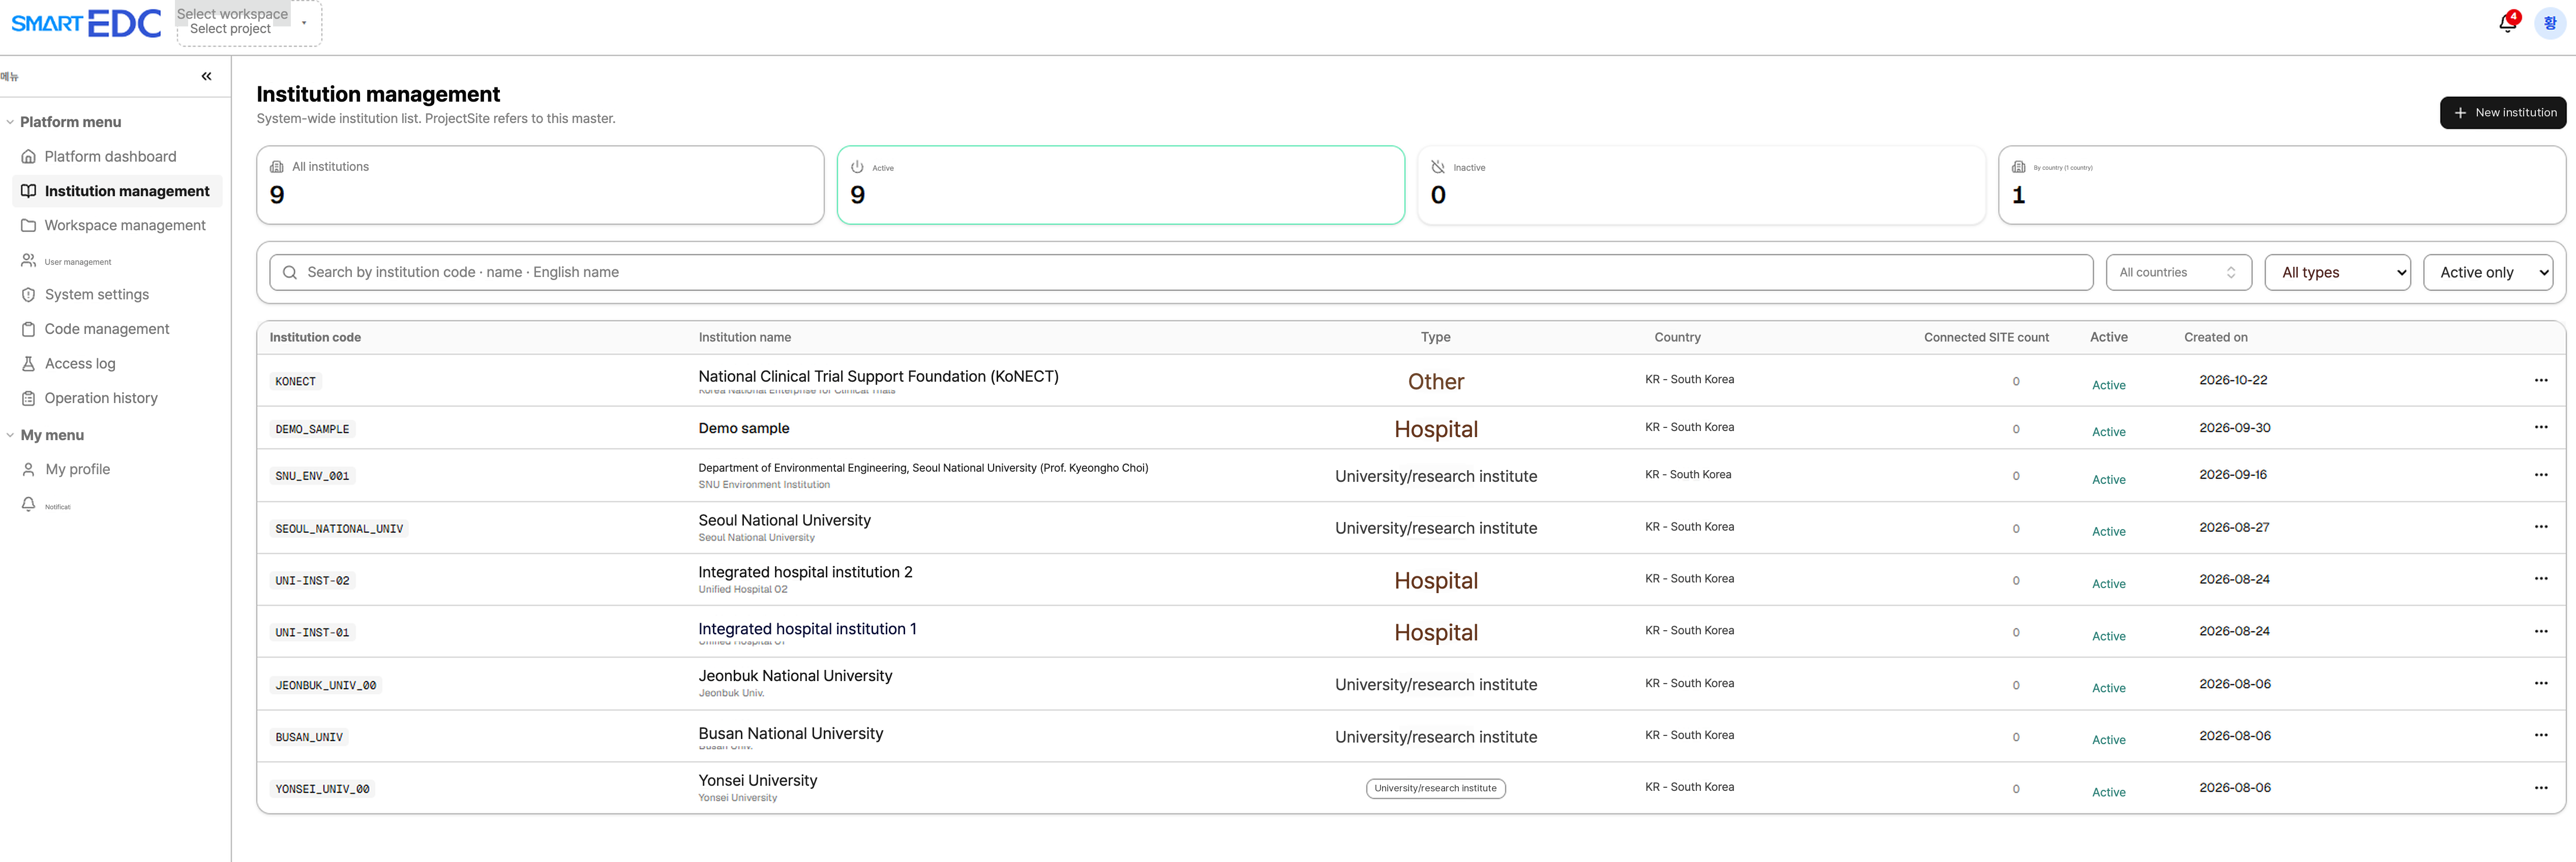 SMART EDC
Select workspace
Select project
4
황
메뉴
Platform menu
Platform dashboard
Institution management
Workspace management
User management
System settings
Code management
Access log
Operation history
My menu
My profile
Notificati
Institution management
System-wide institution list. ProjectSite refers to this master.
New institution
All institutions
9
Active
9
Inactive
0
By country (1 country)
1
Search by institution code · name · English name
All countries
All types
Active only
Institution code Institution name Type Country Connected SITE count Active Created on
KONECT National Clinical Trial Support Foundation (KoNECT) Other KR - South Korea 0 Active 2026-10-22
Korea National Enterprise for Clinical Trials
DEMO_SAMPLE Demo sample Hospital KR - South Korea 0 Active 2026-09-30
SNU_ENV_001 Department of Environmental Engineering, Seoul National University (Prof. Kyeongho Choi) University/research institute KR - South Korea 0 Active 2026-09-16
SNU Environment Institution
SEOUL_NATIONAL_UNIV Seoul National University University/research institute KR - South Korea 0 Active 2026-08-27
Seoul National University
UNI-INST-02 Integrated hospital institution 2 Hospital KR - South Korea 0 Active 2026-08-24
Unified Hospital 02
UNI-INST-01 Integrated hospital institution 1 Hospital KR - South Korea 0 Active 2026-08-24
Unified Hospital 01
JEONBUK_UNIV_00 Jeonbuk National University University/research institute KR - South Korea 0 Active 2026-08-06
Jeonbuk Univ.
BUSAN_UNIV Busan National University University/research institute KR - South Korea 0 Active 2026-08-06
Busan Univ.
YONSEI_UNIV_00 Yonsei University University/research institute KR - South Korea 0 Active 2026-08-06
Yonsei University